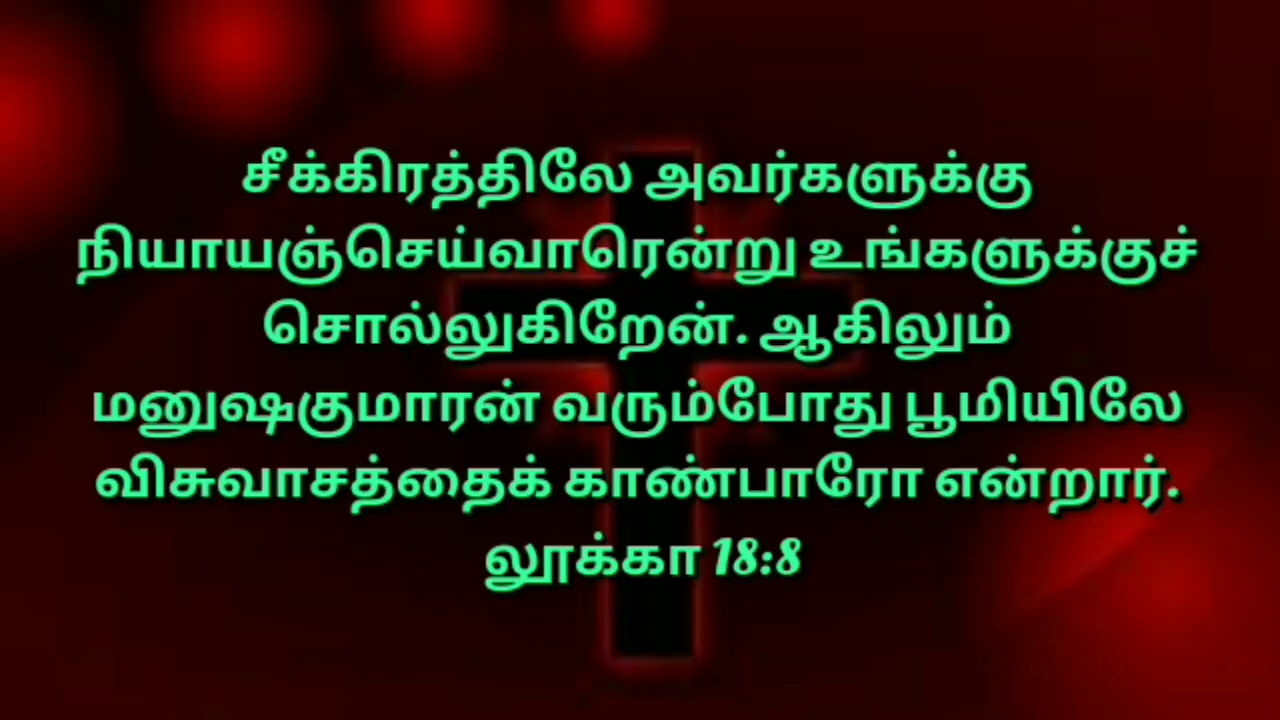 சீக்கிரத்திலே அவர்களுக்கு
நியாயஞ்செய்வாரென்று உங்களுக்குச்
சொல்லுகிறேன். ஆகிலும்
மனுஷகுமாரன் வரும்போது பூமியிலே
விசுவாசத்தைக் காண்பாரோ என்றார்.
லூக்கா 18:8